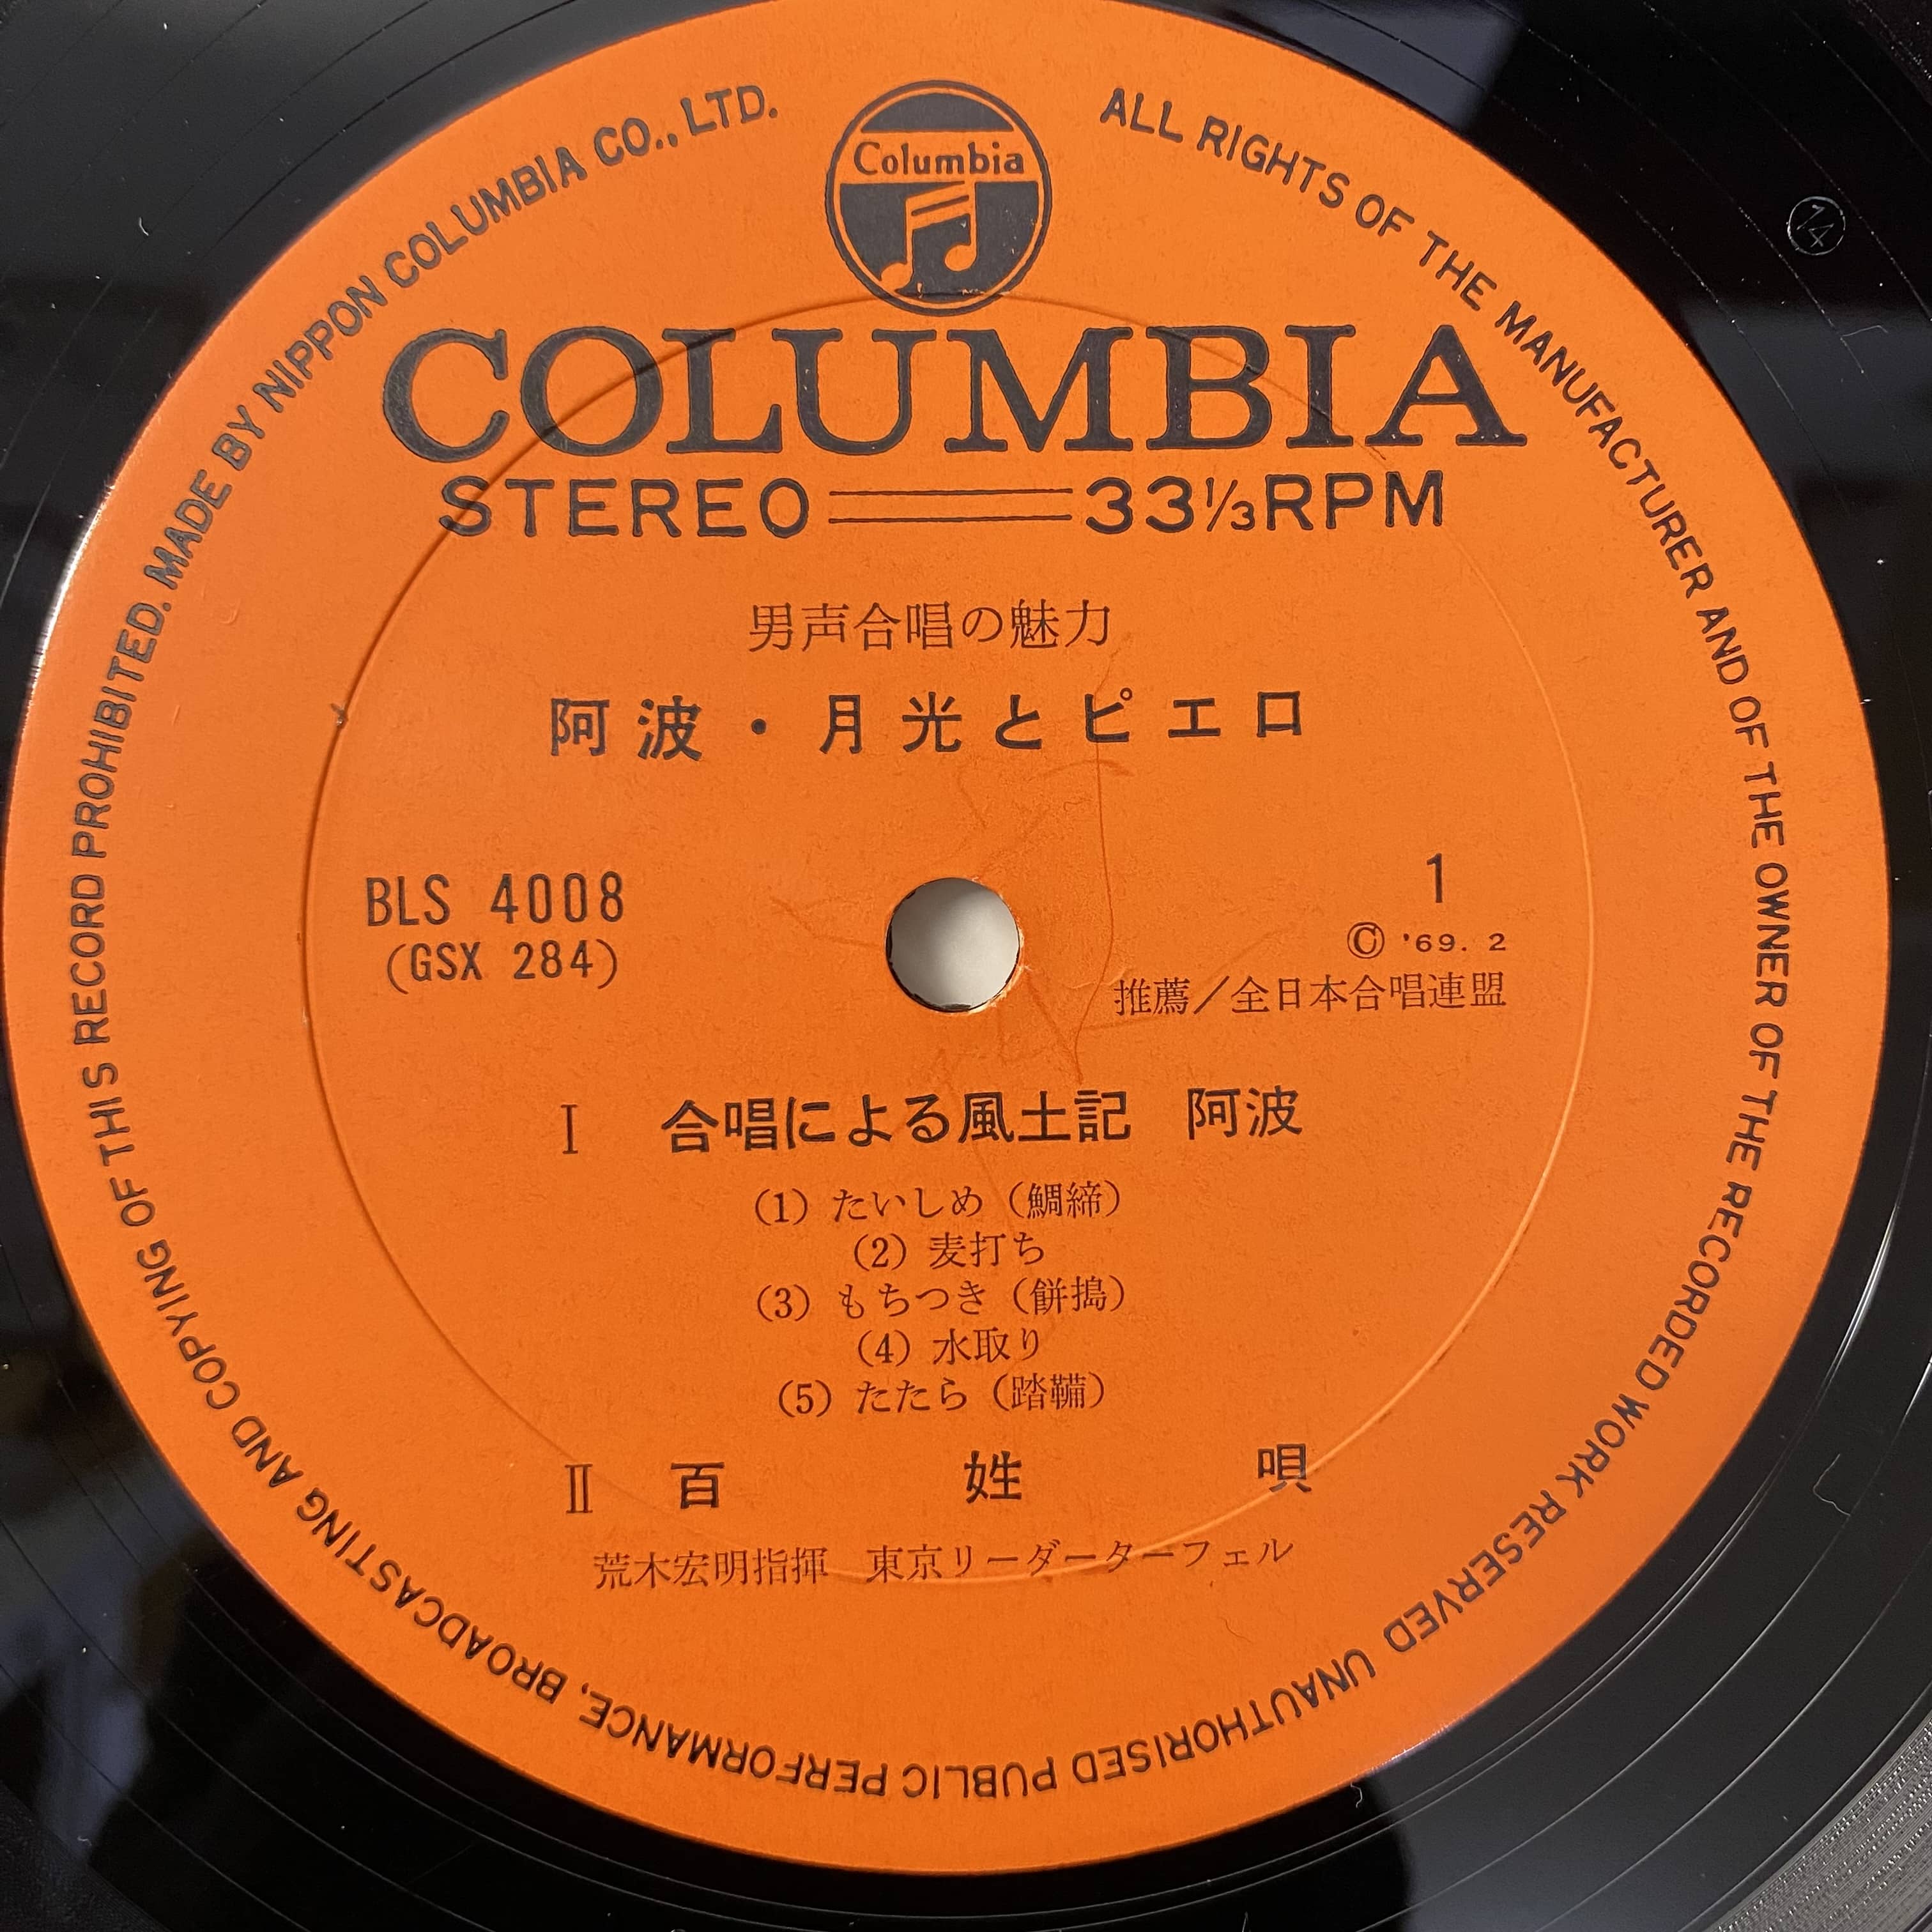 ALL RIGHTS OF THE MANUFACTURER AND OF THE OWNER OF THE RECORDED WORK RESERVED UNAUTHORISED PUBLIC PERFORMANCE, BROADCASTING AND COPYING OF THIS RECORD PROHIBITED. MADE BY NIPPON COLUMBIA CO., LTD.
Columbia
COLUMBIA
STEREO 33⅓RPM
男声合唱の魅力
阿波・月光とピエロ
BLS 4008
(GSX 284)
1
Ⓒ '69. 2
推薦／全日本合唱連盟
Ⅰ 合唱による風土記 阿波
(1) たいしめ（鯛締）
(2) 麦打ち
(3) もちつき（餅搗）
(4) 水取り
(5) たたら（踏鞴）
Ⅱ 百姓唄
荒木宏明指揮 東京リーダーターフェル
14